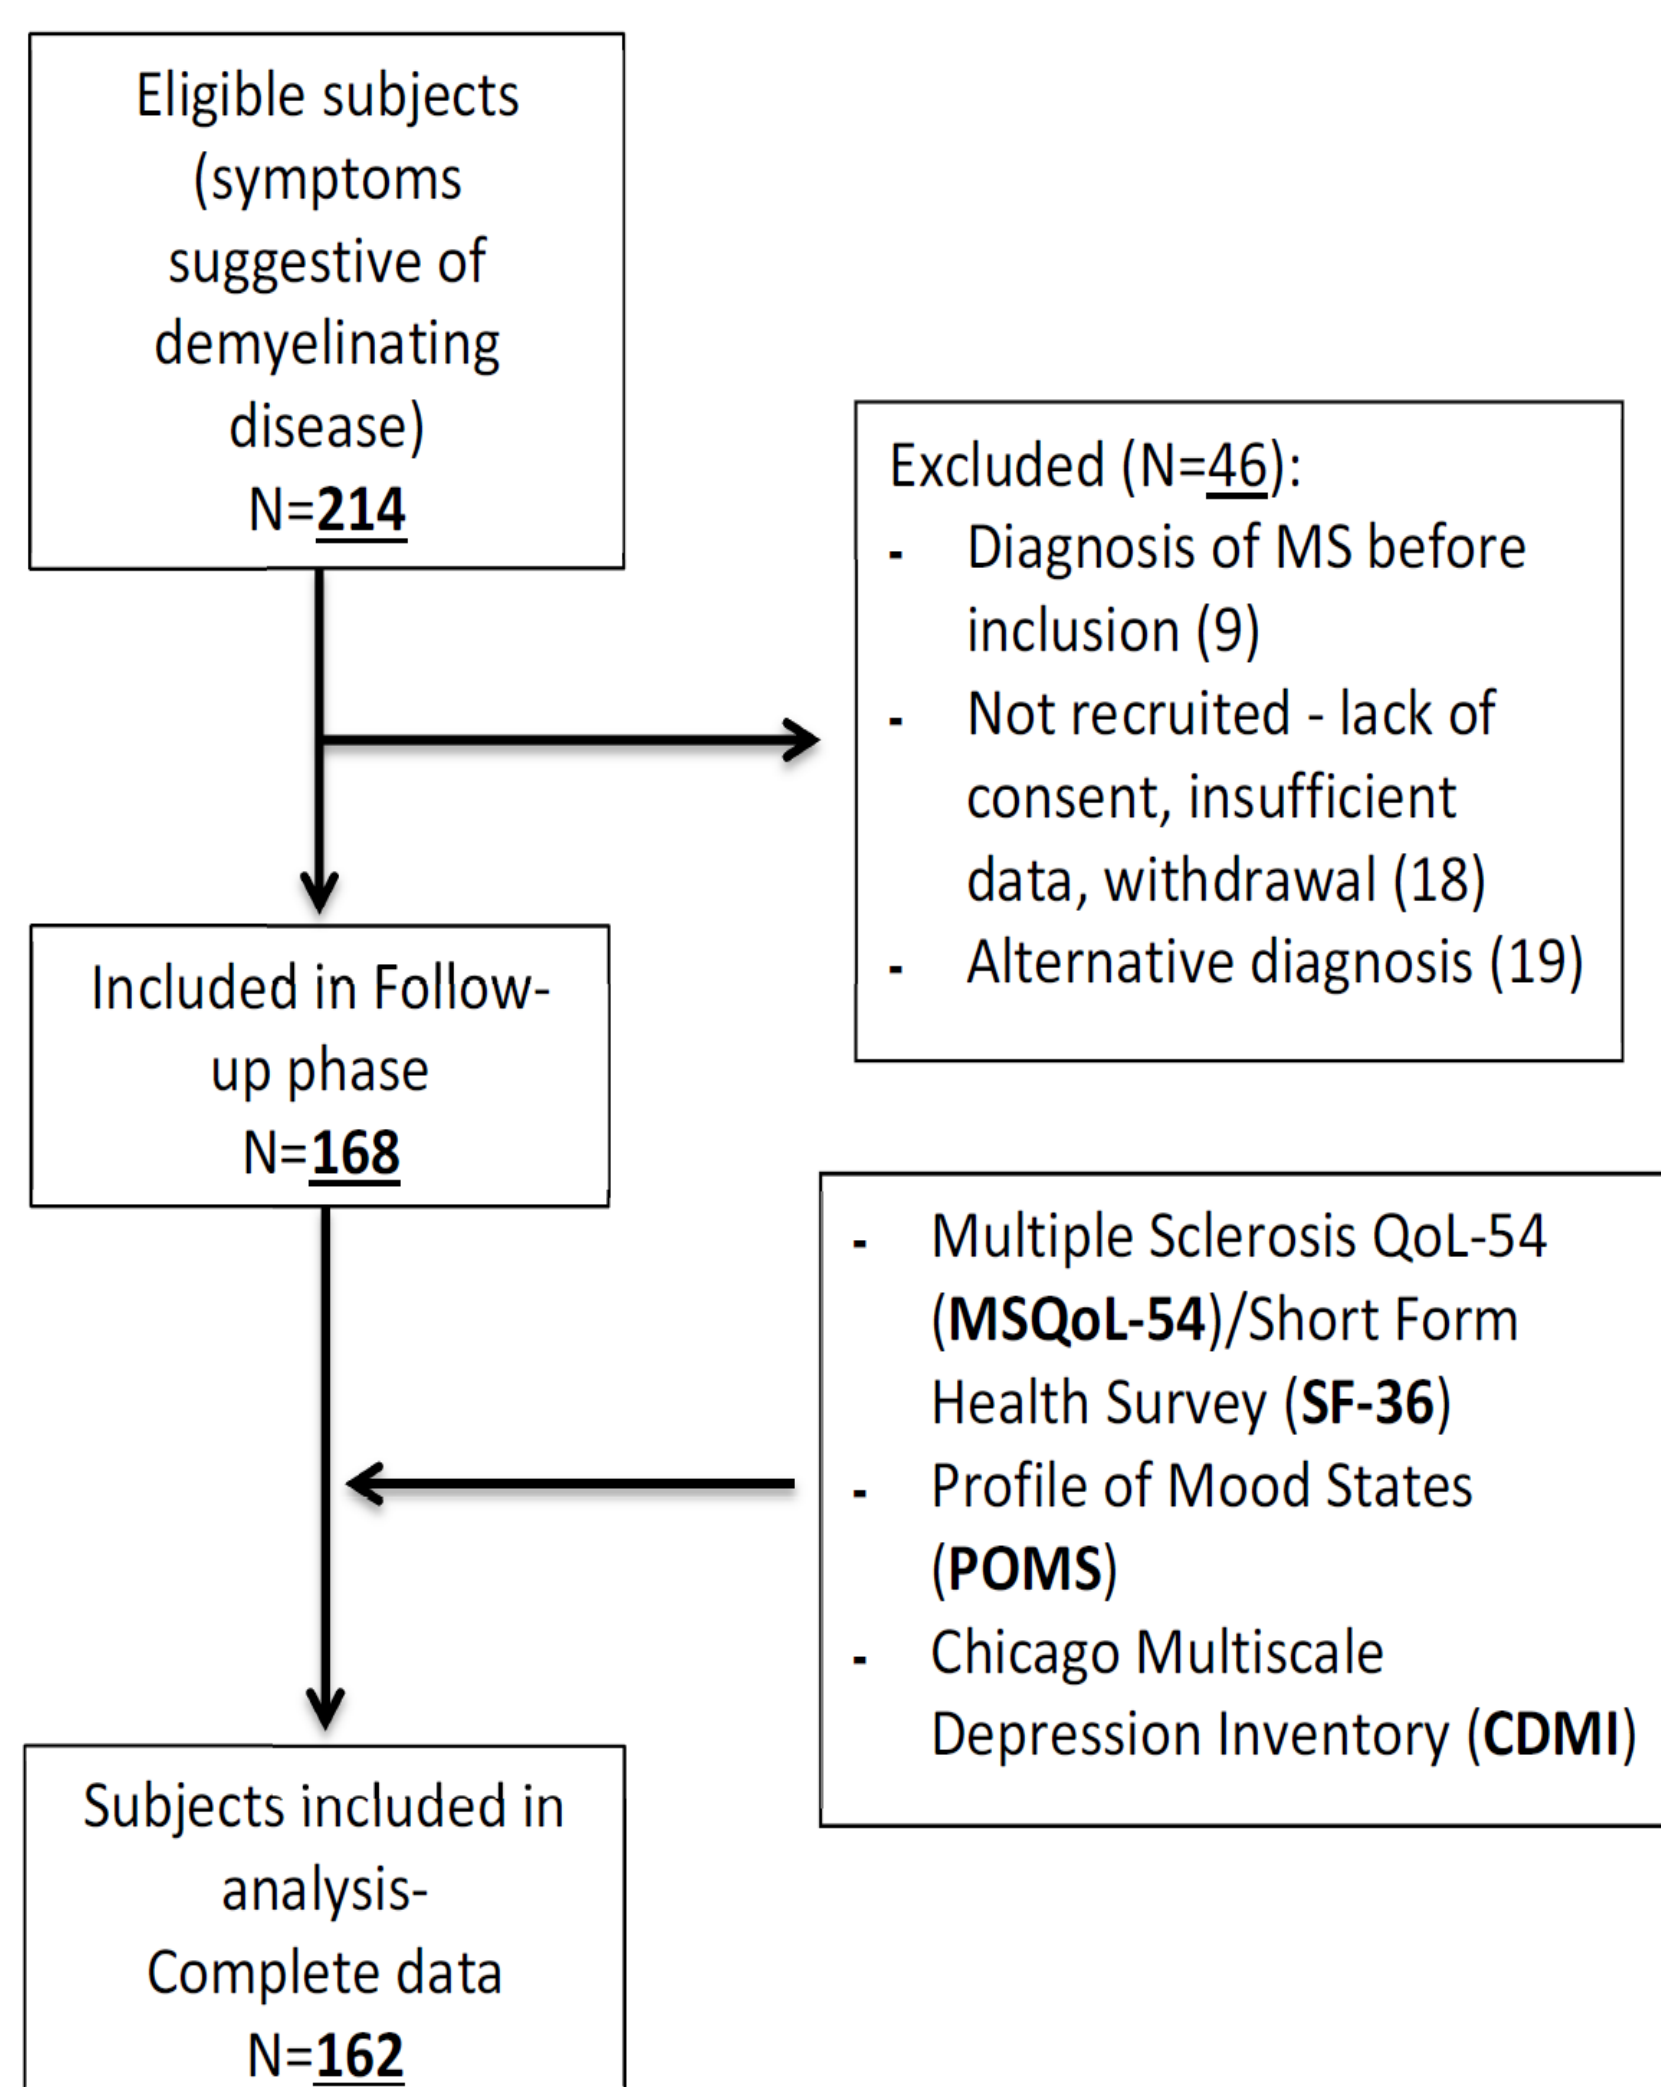 Eligible subjects
(symptoms
suggestive of
demyelinating
disease)
N=214
Excluded (N=46):
- Diagnosis of MS before
inclusion (9)
- Not recruited - lack of
consent, insufficient
data, withdrawal (18)
- Alternative diagnosis (19)
Included in Follow-
up phase
N=168
- Multiple Sclerosis QoL-54
(MSQoL-54)/Short Form
Health Survey (SF-36)
- Profile of Mood States
(POMS)
- Chicago Multiscale
Depression Inventory (CDMI)
Subjects included in
analysis-
Complete data
N=162